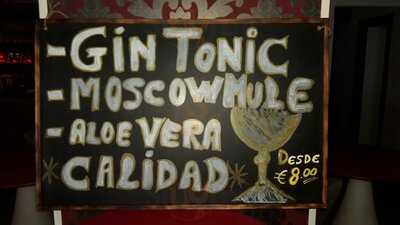 - GIN TONIC
- MOSCOW MULE
- ALOE VERA
* CALIDAD *
DESDE
€ 8.00